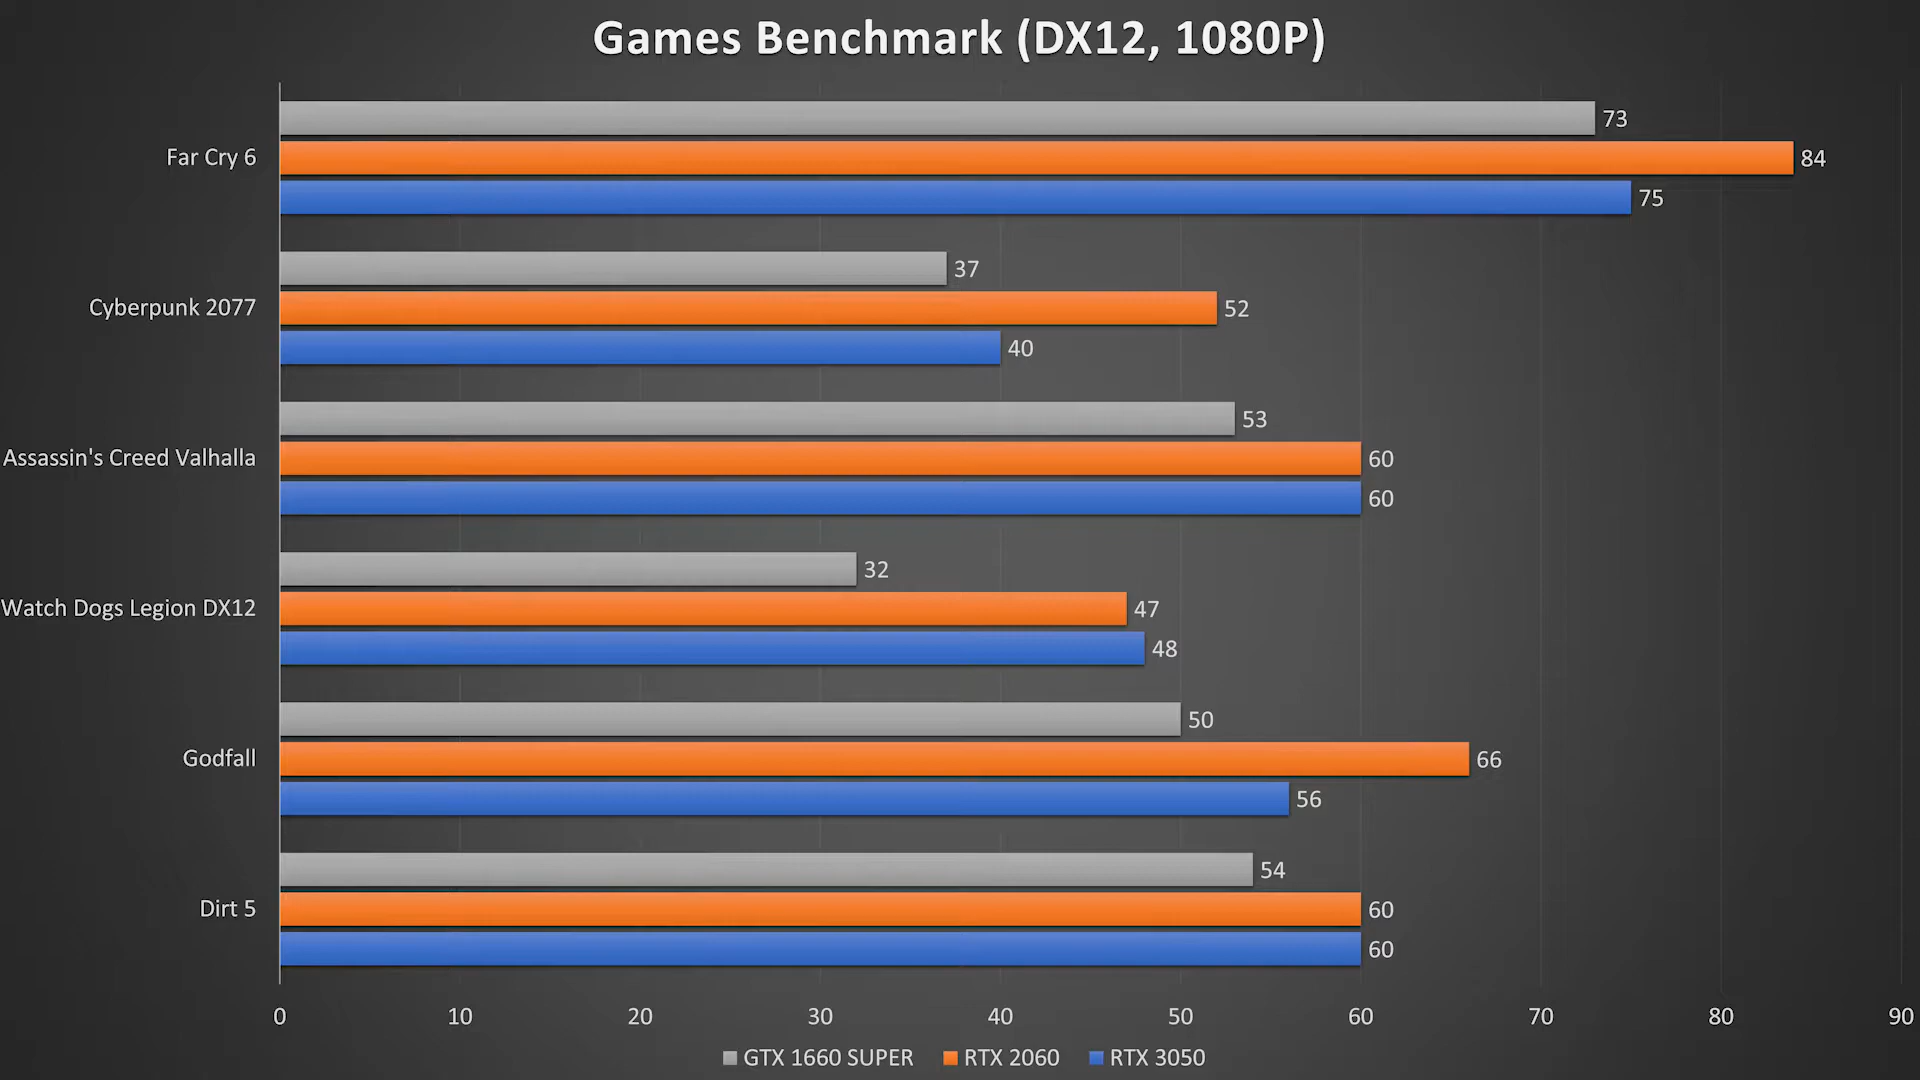 Games Benchmark (DX12, 1080P)
Far Cry 6
73
84
75
Cyberpunk 2077
37
52
40
Assassin's Creed Valhalla
53
60
60
Watch Dogs Legion DX12
32
47
48
Godfall
50
66
56
Dirt 5
54
60
60
0 10 20 30 40 50 60 70 80 90
GTX 1660 SUPER RTX 2060 RTX 3050